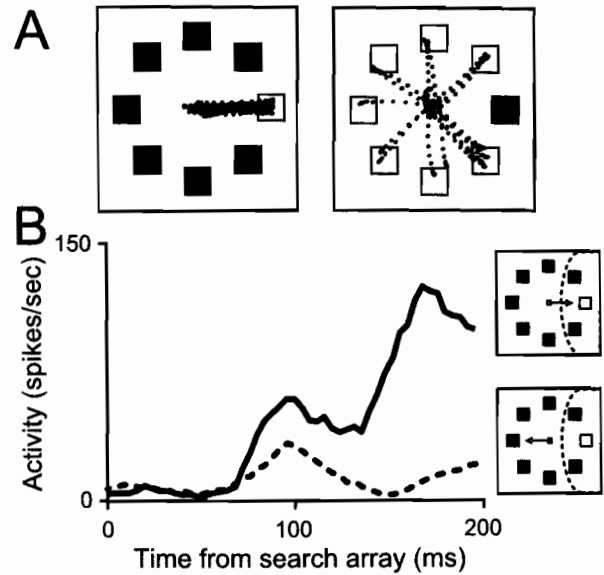 A
B
150
Activity (spikes/sec)
0
0
100
200
Time from search array (ms)